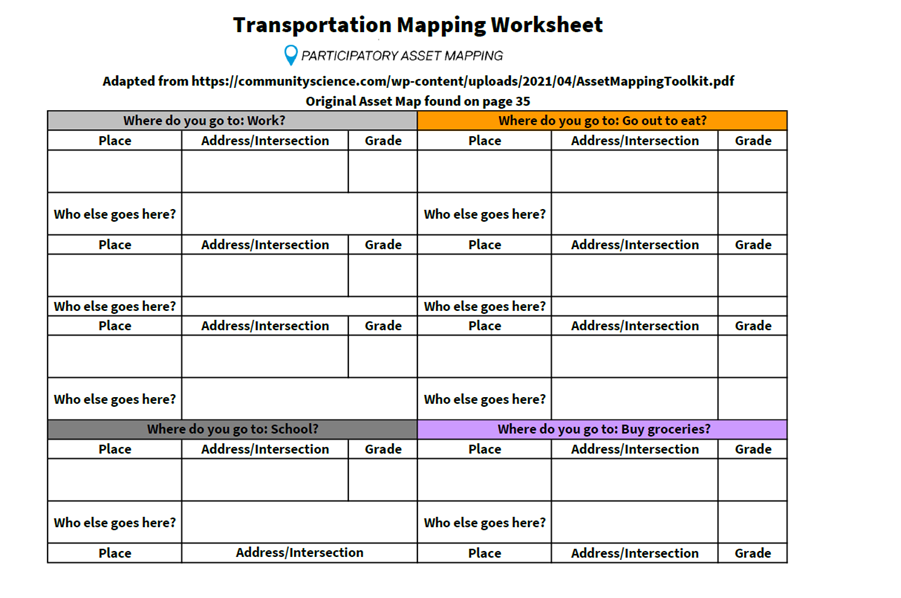 Transportation Mapping Worksheet
PARTICIPATORY ASSET MAPPING
Adapted from https://communityscience.com/wp-content/uploads/2021/04/AssetMappingToolkit.pdf
Original Asset Map found on page 35
Where do you go to: Work? Where do you go to: Go out to eat?
Place Address/Intersection Grade Place Address/Intersection Grade
Who else goes here? Who else goes here?
Place Address/Intersection Grade Place Address/Intersection Grade
Who else goes here? Who else goes here?
Place Address/Intersection Grade Place Address/Intersection Grade
Who else goes here? Who else goes here?
Where do you go to: School? Where do you go to: Buy groceries?
Place Address/Intersection Grade Place Address/Intersection Grade
Who else goes here? Who else goes here?
Place Address/Intersection Place Address/Intersection Grade